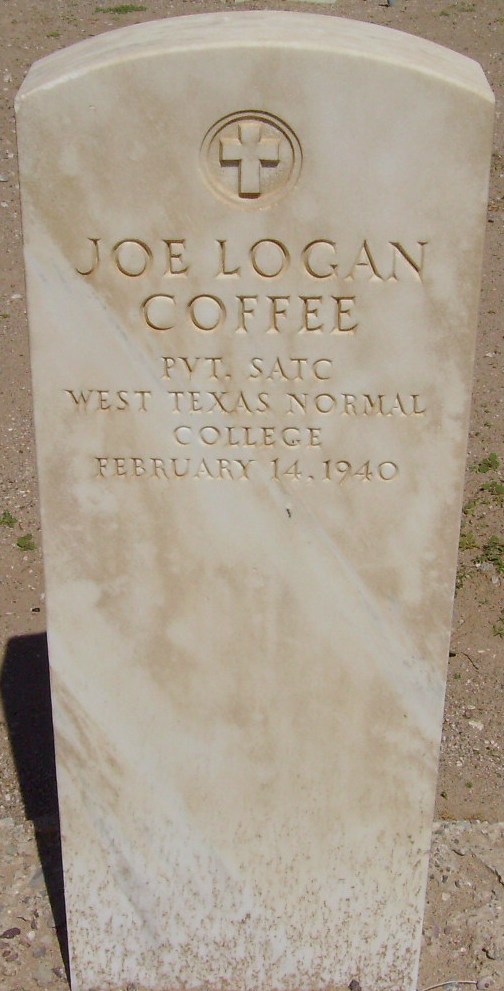 JOE LOGAN
COFFEE
PVT. SATC
WEST TEXAS NORMAL
COLLEGE
FEBRUARY 14, 1940